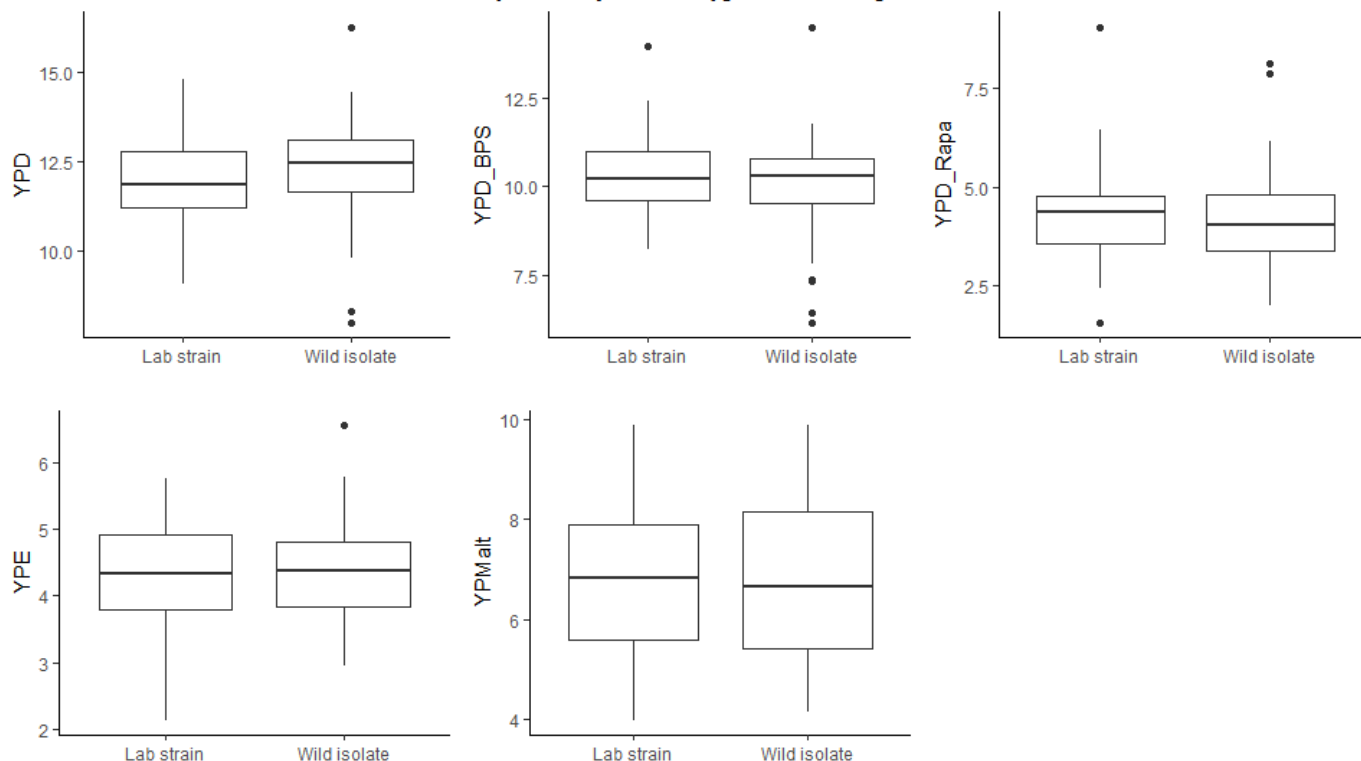 YPD
15.0
12.5
10.0
Lab strain Wild isolate
YPD_BPS
12.5
10.0
7.5
Lab strain Wild isolate
YPD_Rapa
7.5
5.0
2.5
Lab strain Wild isolate
YPE
6
5
4
3
2
Lab strain Wild isolate
YPMalt
10
8
6
4
Lab strain Wild isolate